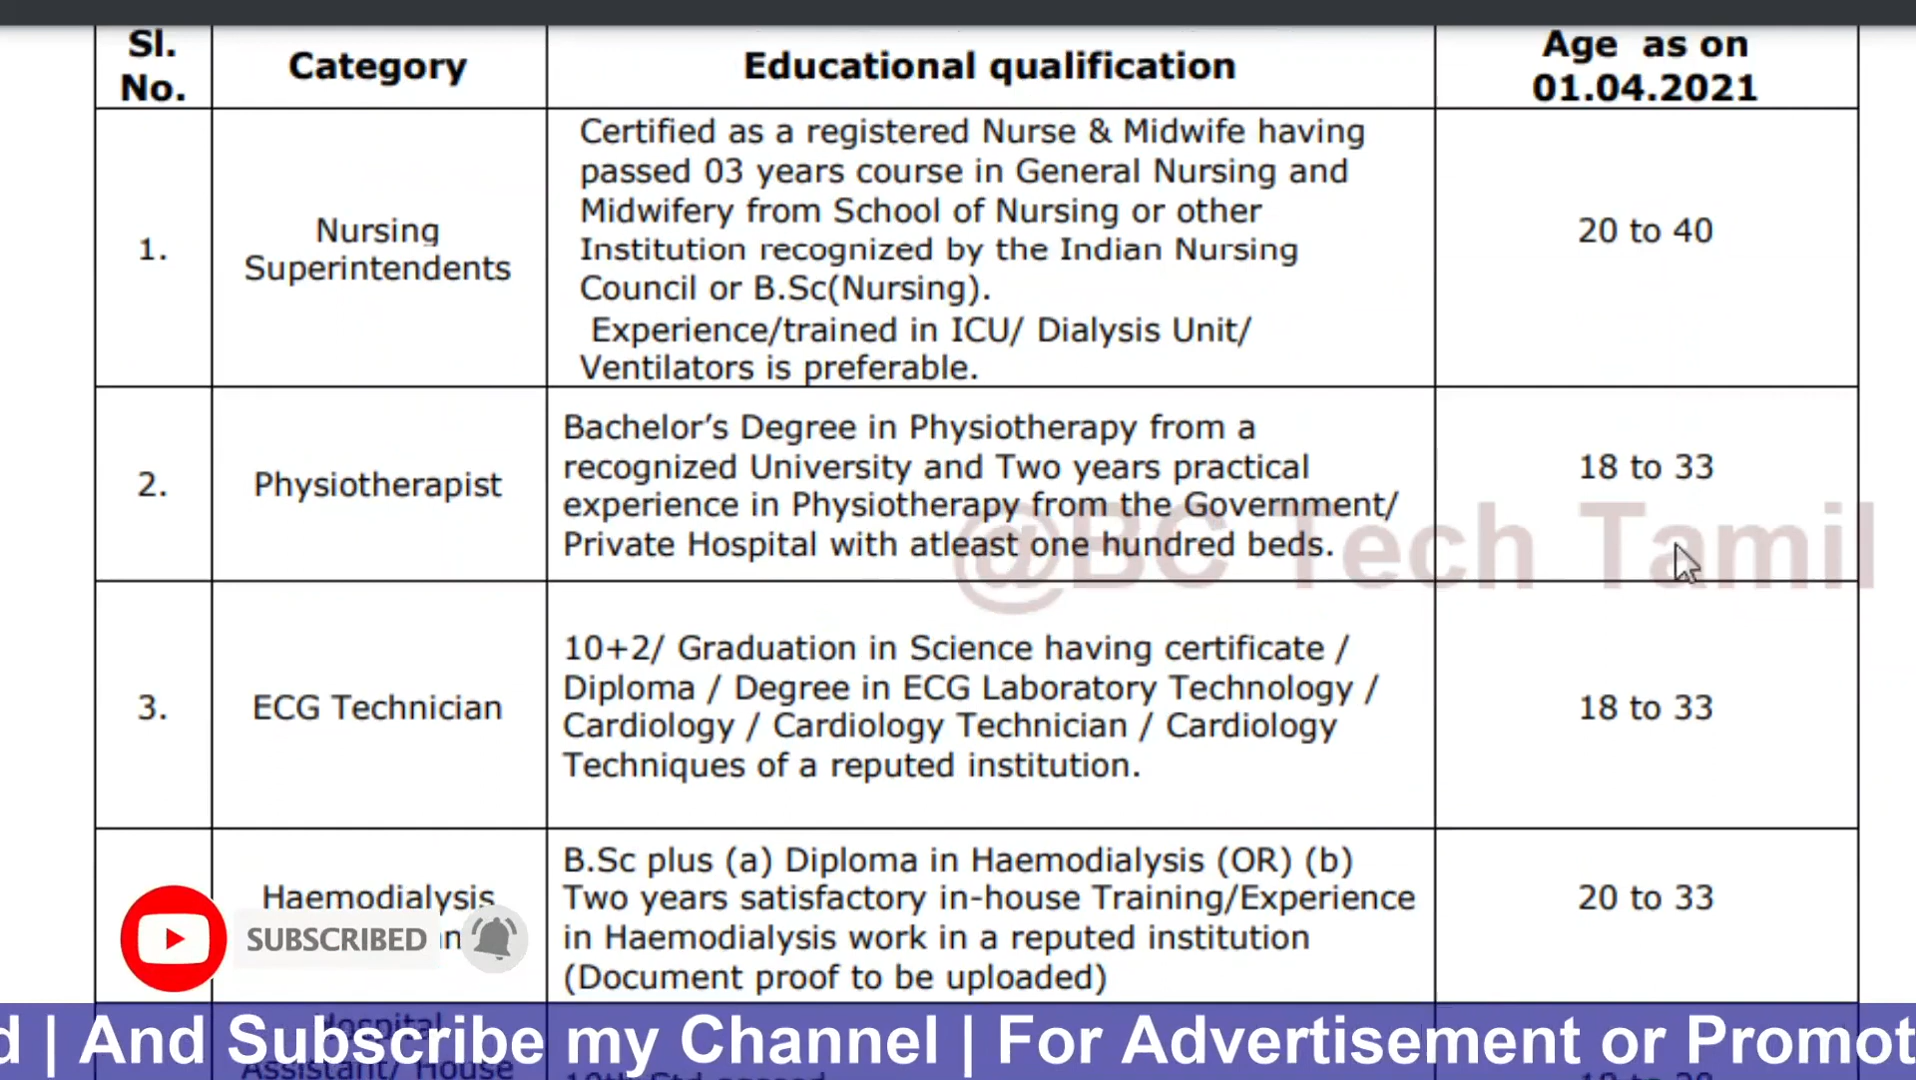 Sl.
No.
Category
Educational qualification
Age as on
01.04.2021
1.
Nursing
Superintendents
Certified as a registered Nurse & Midwife having
passed 03 years course in General Nursing and
Midwifery from School of Nursing or other
Institution recognized by the Indian Nursing
Council or B.Sc(Nursing).
Experience/trained in ICU/ Dialysis Unit/
Ventilators is preferable.
20 to 40
2.
Physiotherapist
Bachelor’s Degree in Physiotherapy from a
recognized University and Two years practical
experience in Physiotherapy from the Government/
Private Hospital with atleast one hundred beds.
18 to 33
@BC Tech Tamil
3.
ECG Technician
10+2/ Graduation in Science having certificate /
Diploma / Degree in ECG Laboratory Technology /
Cardiology / Cardiology Technician / Cardiology
Techniques of a reputed institution.
18 to 33
Haemodialysis
B.Sc plus (a) Diploma in Haemodialysis (OR) (b)
Two years satisfactory in-house Training/Experience
in Haemodialysis work in a reputed institution
(Document proof to be uploaded)
20 to 33
SUBSCRIBED
Hospital
Assistant/ House
d | And Subscribe my Channel | For Advertisement or Promot